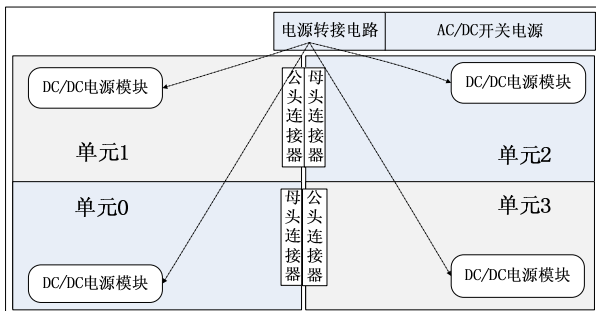 电源转接电路
AC/DC开关电源
DC/DC电源模块
公头连接器
母头连接器
DC/DC电源模块
单元1
单元2
单元0
母头连接器
公头连接器
单元3
DC/DC电源模块
DC/DC电源模块